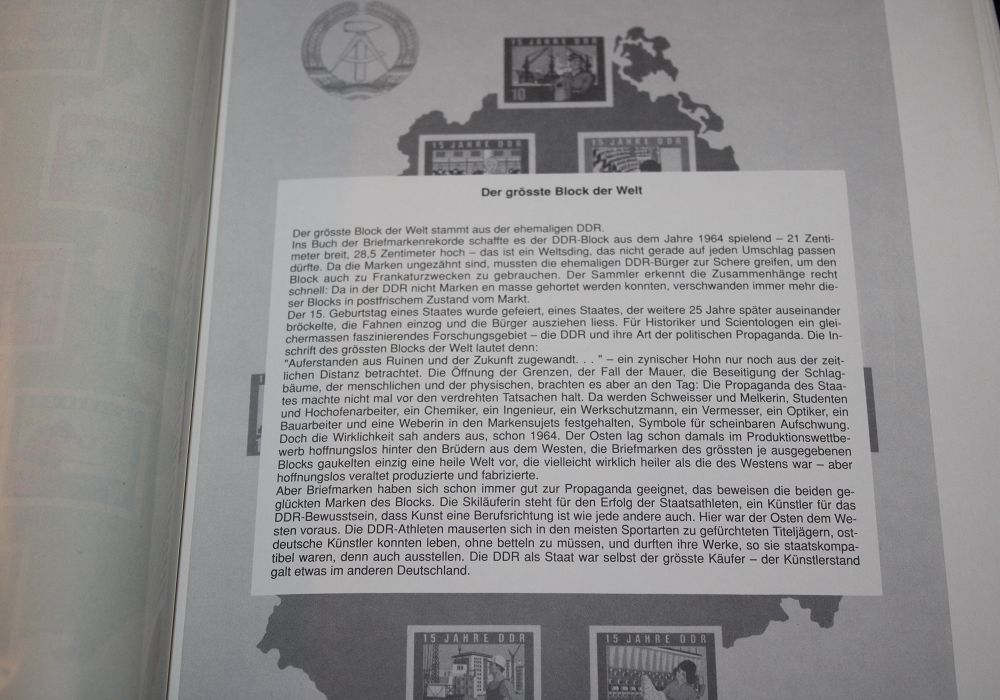 15 JAHRE DDR
10
15 JAHRE DDR
15 JAHRE DDR
Der grösste Block der Welt
Der grösste Block der Welt stammt aus der ehemaligen DDR.
Ins Buch der Briefmarkenrekorde schaffte es der DDR-Block aus dem Jahre 1964 spielend – 21 Zenti-
meter breit, 28,5 Zentimeter hoch – das ist ein Weltsding, das nicht gerade auf jeden Umschlag passen
dürfte. Da die Marken ungezähnt sind, mussten die ehemaligen DDR-Bürger zur Schere greifen, um den
Block auch zu Frankaturzwecken zu gebrauchen. Der Sammler erkennt die Zusammenhänge recht
schnell: Da in der DDR nicht Marken en masse gehortet werden konnten, verschwanden immer mehr die-
ser Blocks in postfrischem Zustand vom Markt.
Der 15. Geburtstag eines Staates wurde gefeiert, eines Staates, der weitere 25 Jahre später auseinander
bröckelte, die Fahnen einzog und die Bürger ausziehen liess. Für Historiker und Scientologen ein glei-
chermassen faszinierendes Forschungsgebiet – die DDR und ihre Art der politischen Propaganda. Die In-
schrift des grössten Blocks der Welt lautet denn:
"Auferstanden aus Ruinen und der Zukunft zugewandt. . . " – ein zynischer Hohn nur noch aus der zeit-
lichen Distanz betrachtet. Die Öffnung der Grenzen, der Fall der Mauer, die Beseitigung der Schlag-
bäume, der menschlichen und der physischen, brachten es aber an den Tag: Die Propaganda des Staa-
tes machte nicht mal vor den verdrehten Tatsachen halt. Da werden Schweisser und Melkerin, Studenten
und Hochofenarbeiter, ein Chemiker, ein Ingenieur, ein Werkschutzmann, ein Vermesser, ein Optiker, ein
Bauarbeiter und eine Weberin in den Markensujets festgehalten, Symbole für scheinbaren Aufschwung.
Doch die Wirklichkeit sah anders aus, schon 1964. Der Osten lag schon damals im Produktionswettbe-
werb hoffnungslos hinter den Brüdern aus dem Westen, die Briefmarken des grössten je ausgegebenen
Blocks gaukelten einzig eine heile Welt vor, die vielleicht wirklich heiler als die des Westens war – aber
hoffnungslos veraltet produzierte und fabrizierte.
Aber Briefmarken haben sich schon immer gut zur Propaganda geeignet, das beweisen die beiden ge-
glückten Marken des Blocks. Die Skiläuferin steht für den Erfolg der Staatsathleten, ein Künstler für das
DDR-Bewusstsein, dass Kunst eine Berufsrichtung ist wie jede andere auch. Hier war der Osten dem We-
sten voraus. Die DDR-Athleten mauserten sich in den meisten Sportarten zu gefürchteten Titeljägern, ost-
deutsche Künstler konnten leben, ohne betteln zu müssen, und durften ihre Werke, so sie staatskompa-
tibel waren, denn auch ausstellen. Die DDR als Staat war selbst der grösste Käufer – der Künstlerstand
galt etwas im anderen Deutschland.
15 JAHRE DDR
15 JAHRE DDR